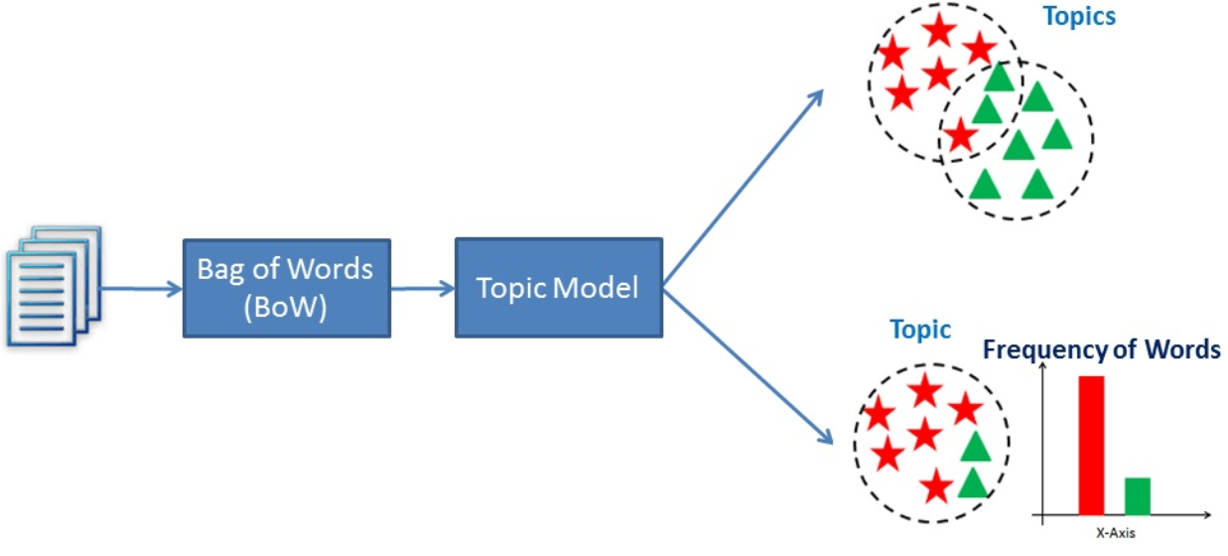 Topics
Bag of Words
(BoW)
Topic Model
Topic
Frequency of Words
X-Axis